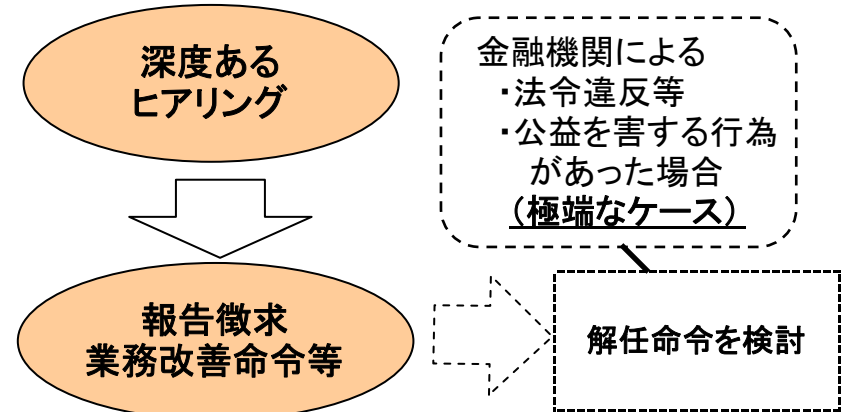 深度ある
ヒアリング
金融機関による
・法令違反等
・公益を害する行為
があった場合
（極端なケース）
報告徴求
業務改善命令等
解任命令を検討